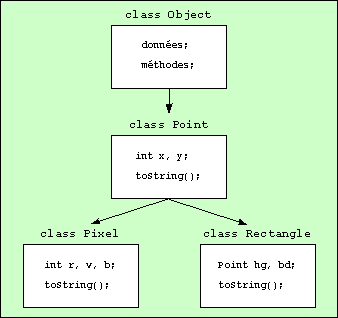 class Object
données;
méthodes;
class Point
int x, y;
tostring();
class Pixel
class Rectangle
int r, v, b;
Point hg, bd;
tostring();
tostring();